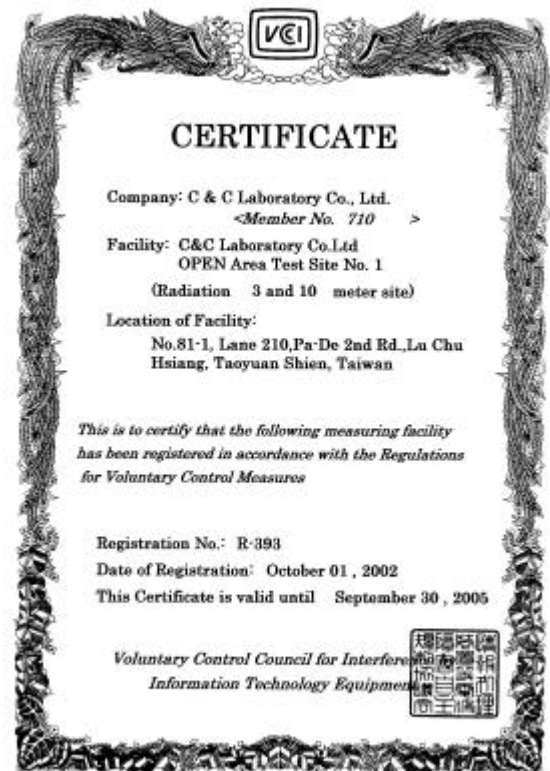 VCCI
CERTIFICATE
Company: C & C Laboratory Co., Ltd.
<Member No. 710 >
Facility: C&C Laboratory Co.Ltd
OPEN Area Test Site No. 1
(Radiation 3 and 10 meter site)
Location of Facility:
No.81-1, Lane 210,Pa-De 2nd Rd.,Lu Chu
Hsiang, Taoyuan Shien, Taiwan
This is to certify that the following measuring facility
has been registered in accordance with the Regulations
for Voluntary Control Measures
Registration No.: R-393
Date of Registration: October 01 , 2002
This Certificate is valid until September 30 , 2005
Voluntary Control Council for
Information Technology Equipment